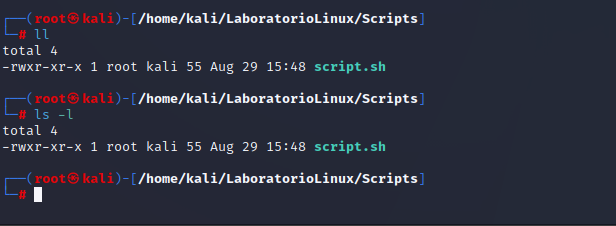 ┌──(root㉿kali)-[/home/kali/LaboratorioLinux/Scripts]
└─# ll
total 4
-rwxr-xr-x 1 root kali 55 Aug 29 15:48 script.sh
┌──(root㉿kali)-[/home/kali/LaboratorioLinux/Scripts]
└─# ls -l
total 4
-rwxr-xr-x 1 root kali 55 Aug 29 15:48 script.sh
┌──(root㉿kali)-[/home/kali/LaboratorioLinux/Scripts]
└─#